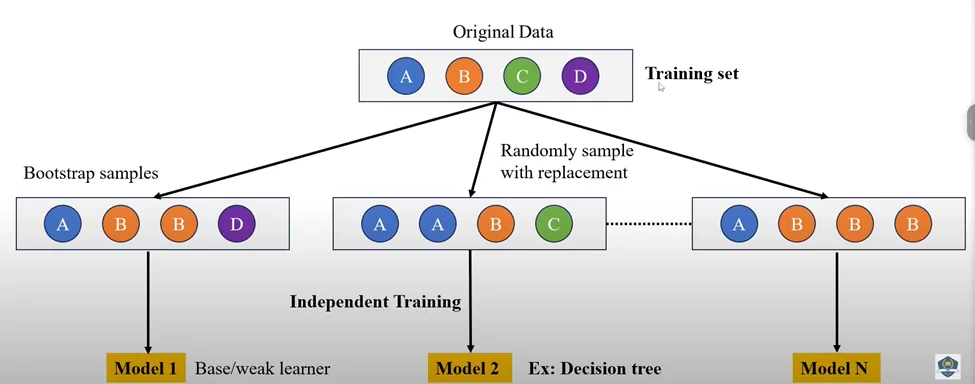 Original Data
A B C D
Training set
Bootstrap samples
Randomly sample
with replacement
A B B D
A A B C
A B B B
Independent Training
Model 1
Base/weak learner
Model 2
Ex: Decision tree
Model N